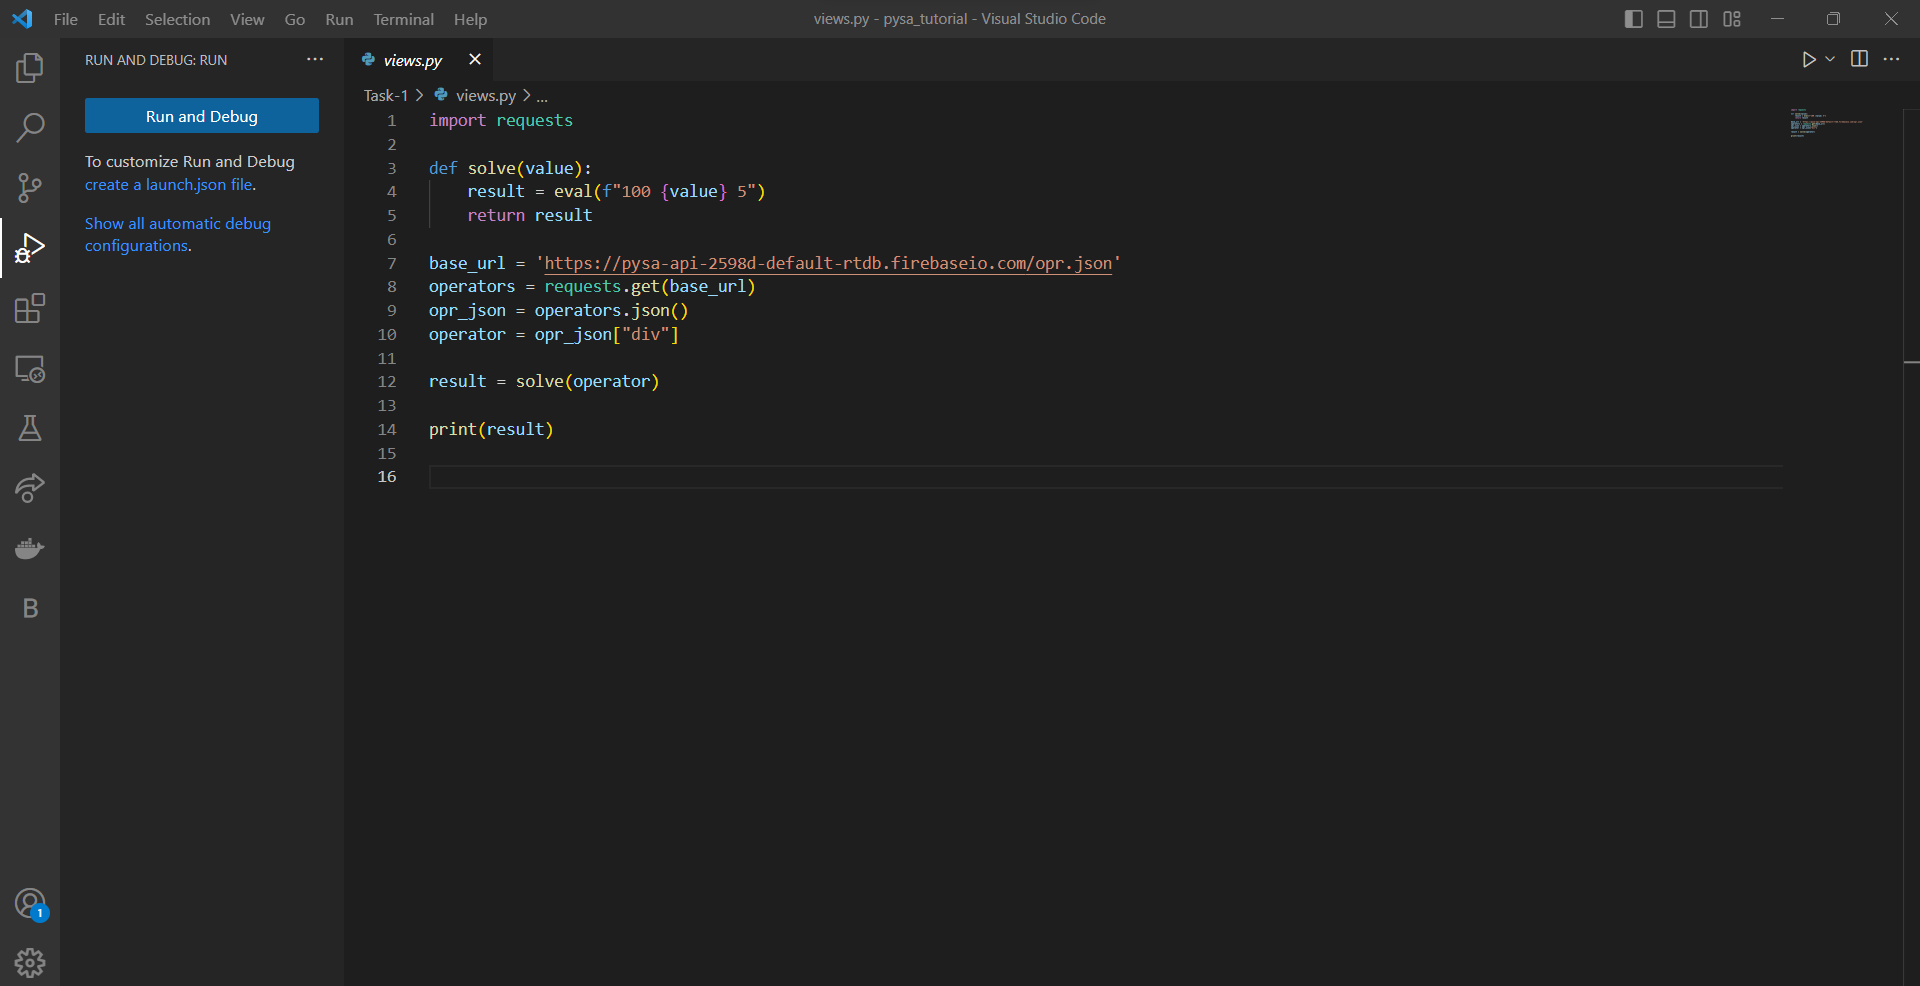 File Edit Selection View Go Run Terminal Help
views.py - pysa_tutorial - Visual Studio Code
RUN AND DEBUG: RUN
Run and Debug
To customize Run and Debug
create a launch.json file.
Show all automatic debug
configurations.
B
1
views.py
Task-1 > views.py > ...
1 import requests
2
3 def solve(value):
4     result = eval(f"100 {value} 5")
5     return result
6
7 base_url = 'https://pysa-api-2598d-default-rtdb.firebaseio.com/opr.json'
8 operators = requests.get(base_url)
9 opr_json = operators.json()
10 operator = opr_json["div"]
11
12 result = solve(operator)
13
14 print(result)
15
16